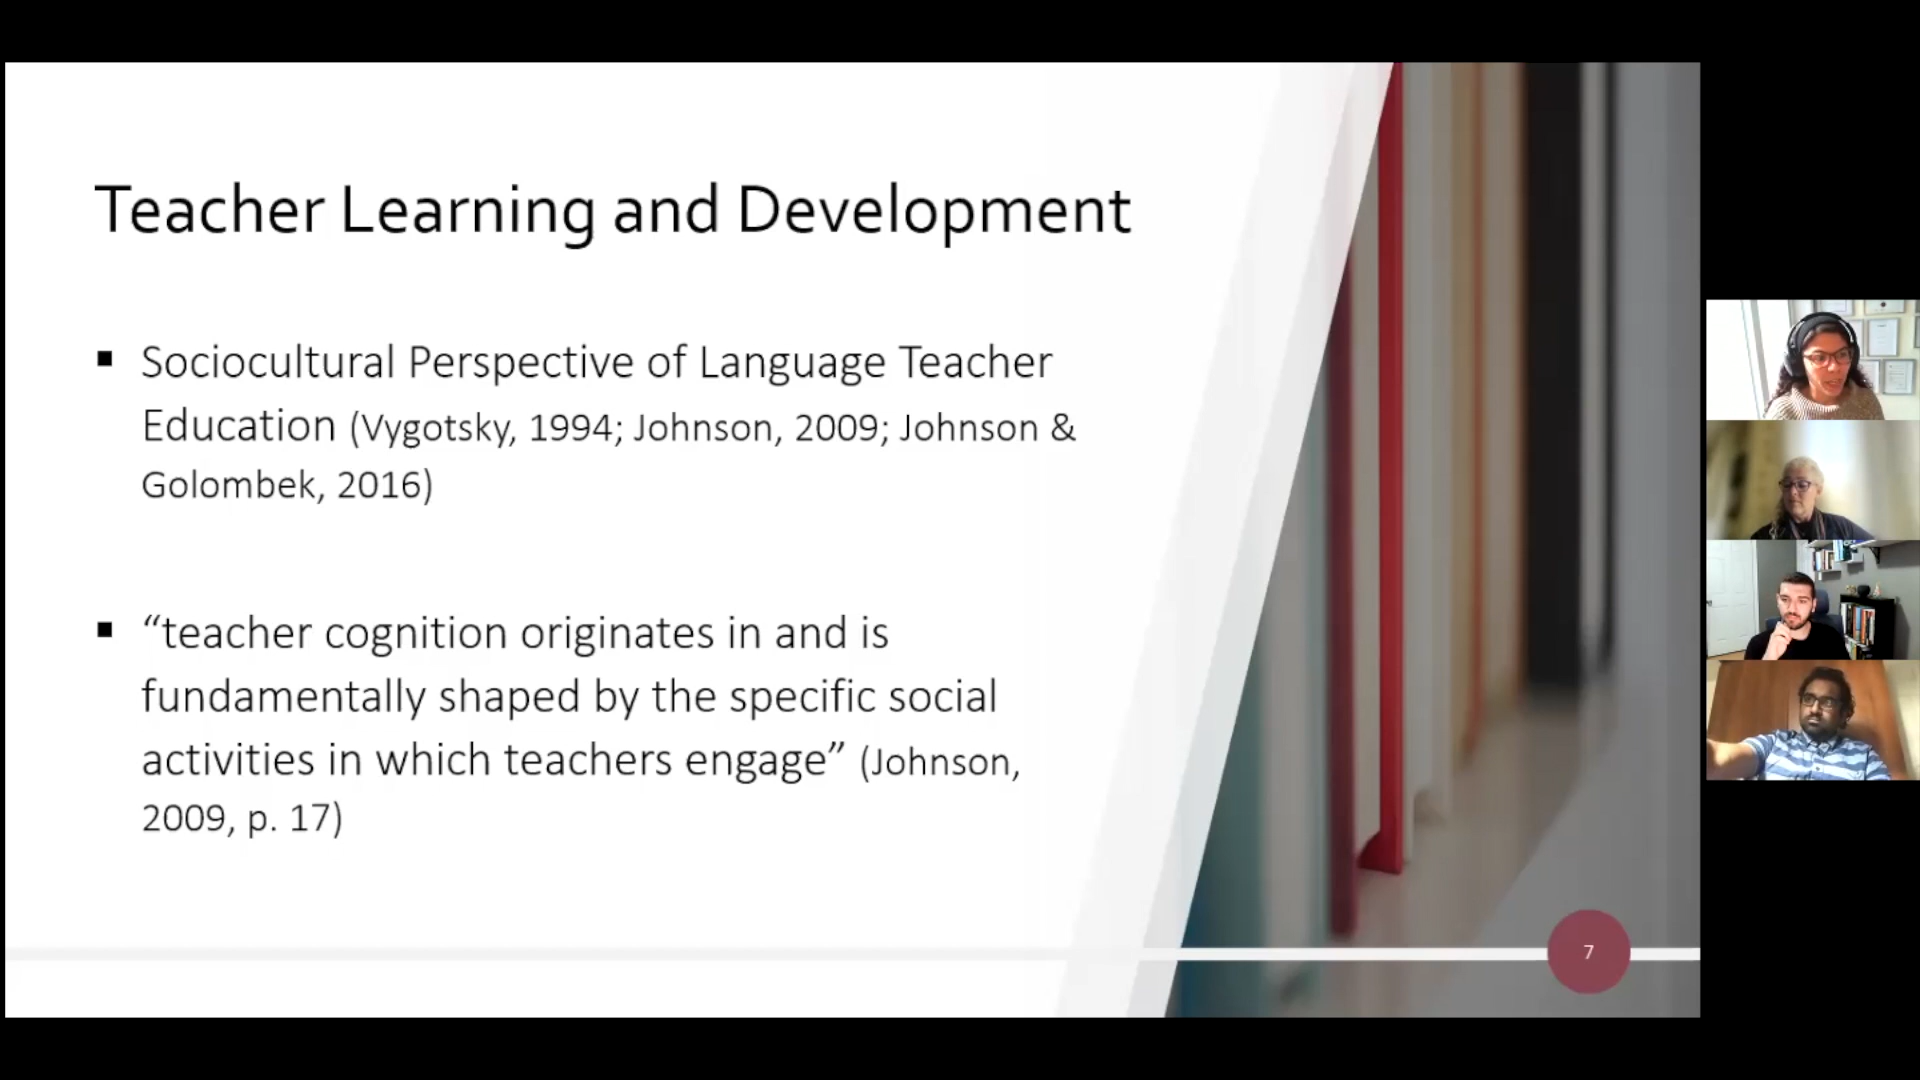 Teacher Learning and Development
▪ Sociocultural Perspective of Language Teacher
Education (Vygotsky, 1994; Johnson, 2009; Johnson &
Golombek, 2016)
▪ “teacher cognition originates in and is
fundamentally shaped by the specific social
activities in which teachers engage” (Johnson,
2009, p. 17)
7